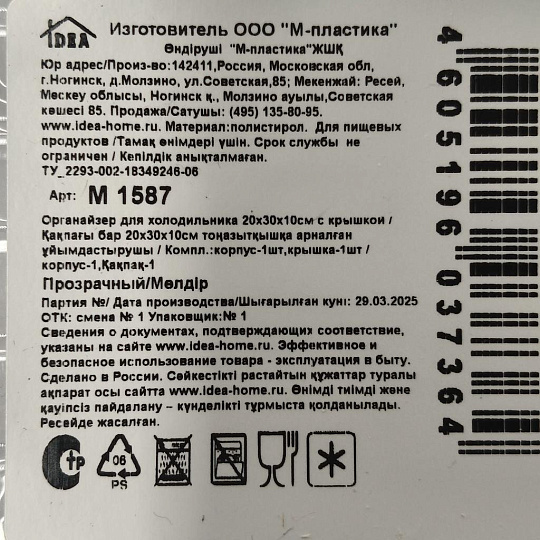 IDEA
Изготовитель ООО "М-пластика"
Өндіруші "М-пластика"ЖШҚ
Юр адрес/Произ-во:142411,Россия, Московская обл,
г.Ногинск, д.Молзино, ул.Советская,85; Мекенжай: Ресей,
Мәскеу облысы, Ногинск қ., Молзино ауылы,Советская
көшесі 85. Продажа/Сатушы: (495) 135-80-95.
www.idea-home.ru. Материал:полистирол. Для пищевых
продуктов /Тамақ өнімдері үшін. Срок службы не
ограничен / Кепілдік анықталмаған.
ТУ_2293-002-18349246-06
Арт: М 1587
Органайзер для холодильника 20х30х10см с крышкой /
Қақпағы бар 20х30х10см тоңазытқышқа арналған
ұйымдастырушы / Компл.:корпус-1шт,крышка-1шт /
корпус-1,Қақпақ-1
Прозрачный/Мөлдір
Партия №/ Дата производства/Шығарылған күні: 29.03.2025
ОТК: смена № 1 Упаковщик:№ 1
Сведения о документах, подтверждающих соответствие,
указаны на сайте www.idea-home.ru. Эффективное и
безопасное использование товара - эксплуатация в быту.
Сделано в России. Сәйкестікті растайтын құжаттар туралы
ақпарат осы сайтта www.idea-home.ru. Өнімді тиімді және
қауіпсіз пайдалану – күнделікті тұрмыста қолданылады.
Ресейде жасалған.
Стр
06
PS
4 605196 037364